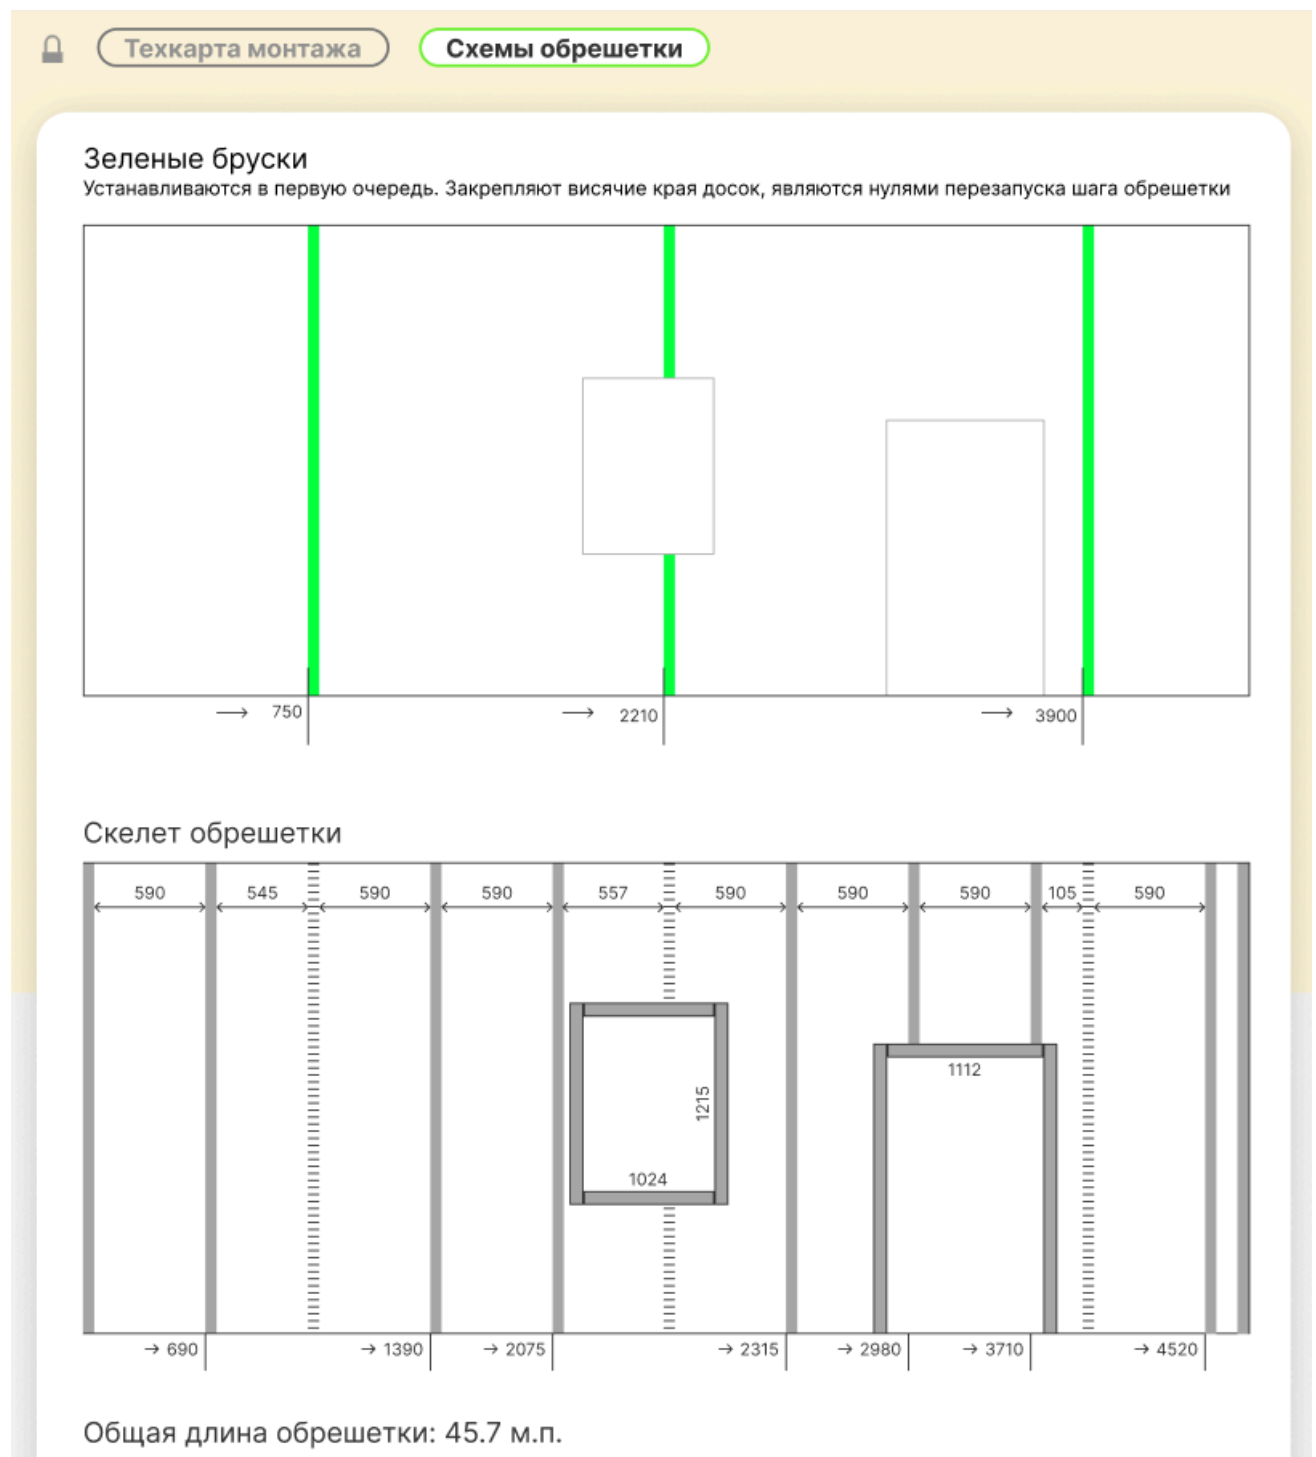 Техкарта монтажа
Схемы обрешетки
Зеленые бруски
Устанавливаются в первую очередь. Закрепляют висячие края досок, являются нулями перезапуска шага обрешетки
→ 750
→ 2210
→ 3900
Скелет обрешетки
590 545 590 590 557 590 590 590 105 590
1112
1215
1024
→ 690 → 1390 → 2075 → 2315 → 2980 → 3710 → 4520
Общая длина обрешетки: 45.7 м.п.